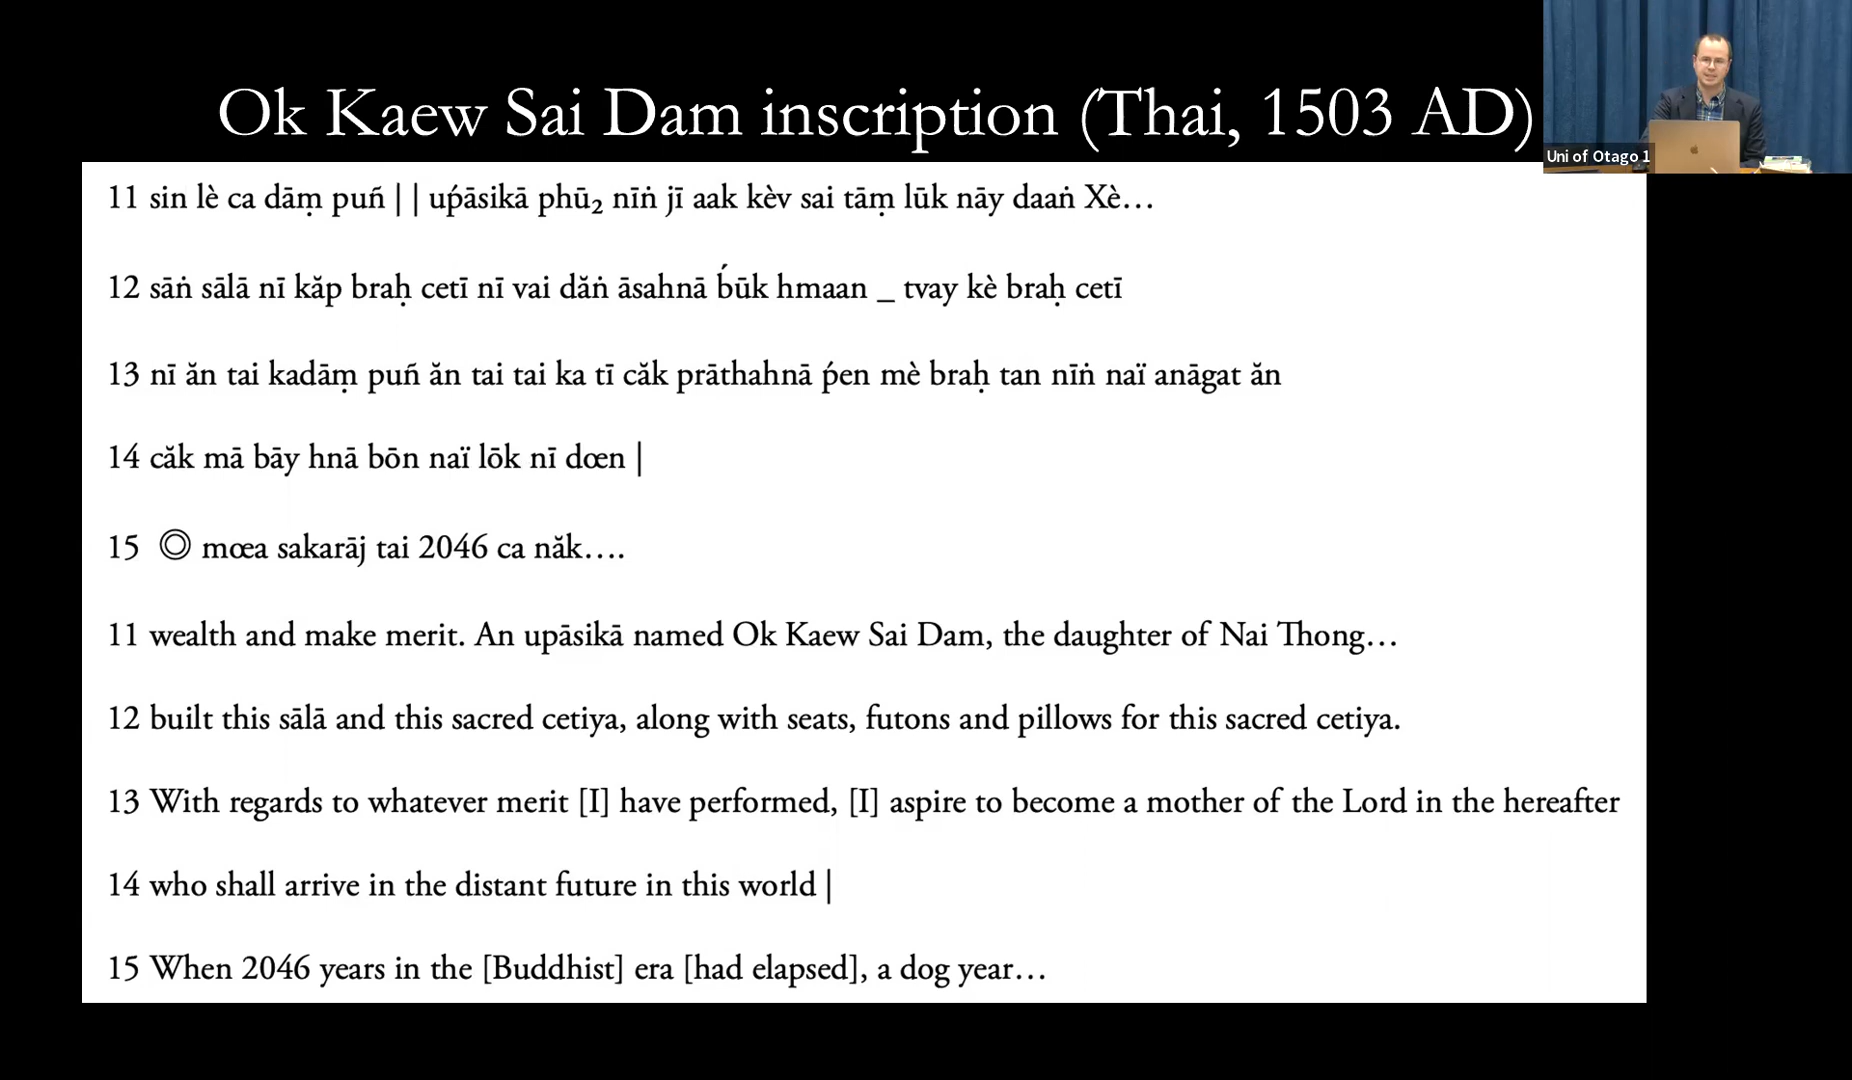 Ok Kaew Sai Dam inscription (Thai, 1503 AD)
Uni of Otago 1
11 sin lè ca dāṃ puñ | | uṕāsikā phū₂ nīṅ jī aak kèv sai tāṃ lūk nāy daaṅ Xè…
12 sāṅ sālā nī kăp braḥ cetī nī vai dăṅ āsahnā b́ūk hmaan _ tvay kè braḥ cetī
13 nī ăn tai kadāṃ puñ ăn tai tai ka tī căk prāthahnā ṕen mè braḥ tan nīṅ naï anāgat ăn
14 căk mā bāy hnā bōn naï lōk nī dœn |
15 ◎ mœa sakarāj tai 2046 ca năk….
11 wealth and make merit. An upāsikā named Ok Kaew Sai Dam, the daughter of Nai Thong…
12 built this sālā and this sacred cetiya, along with seats, futons and pillows for this sacred cetiya.
13 With regards to whatever merit [I] have performed, [I] aspire to become a mother of the Lord in the hereafter
14 who shall arrive in the distant future in this world |
15 When 2046 years in the [Buddhist] era [had elapsed], a dog year…